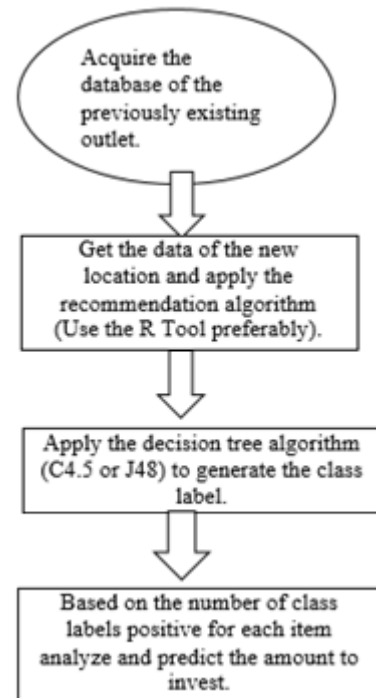 Acquire the
database of the
previously existing
outlet.
Get the data of the new
location and apply the
recommendation algorithm
(Use the R Tool preferably).
Apply the decision tree algorithm
(C4.5 or J48) to generate the class
label.
Based on the number of class
labels positive for each item
analyze and predict the amount to
invest.